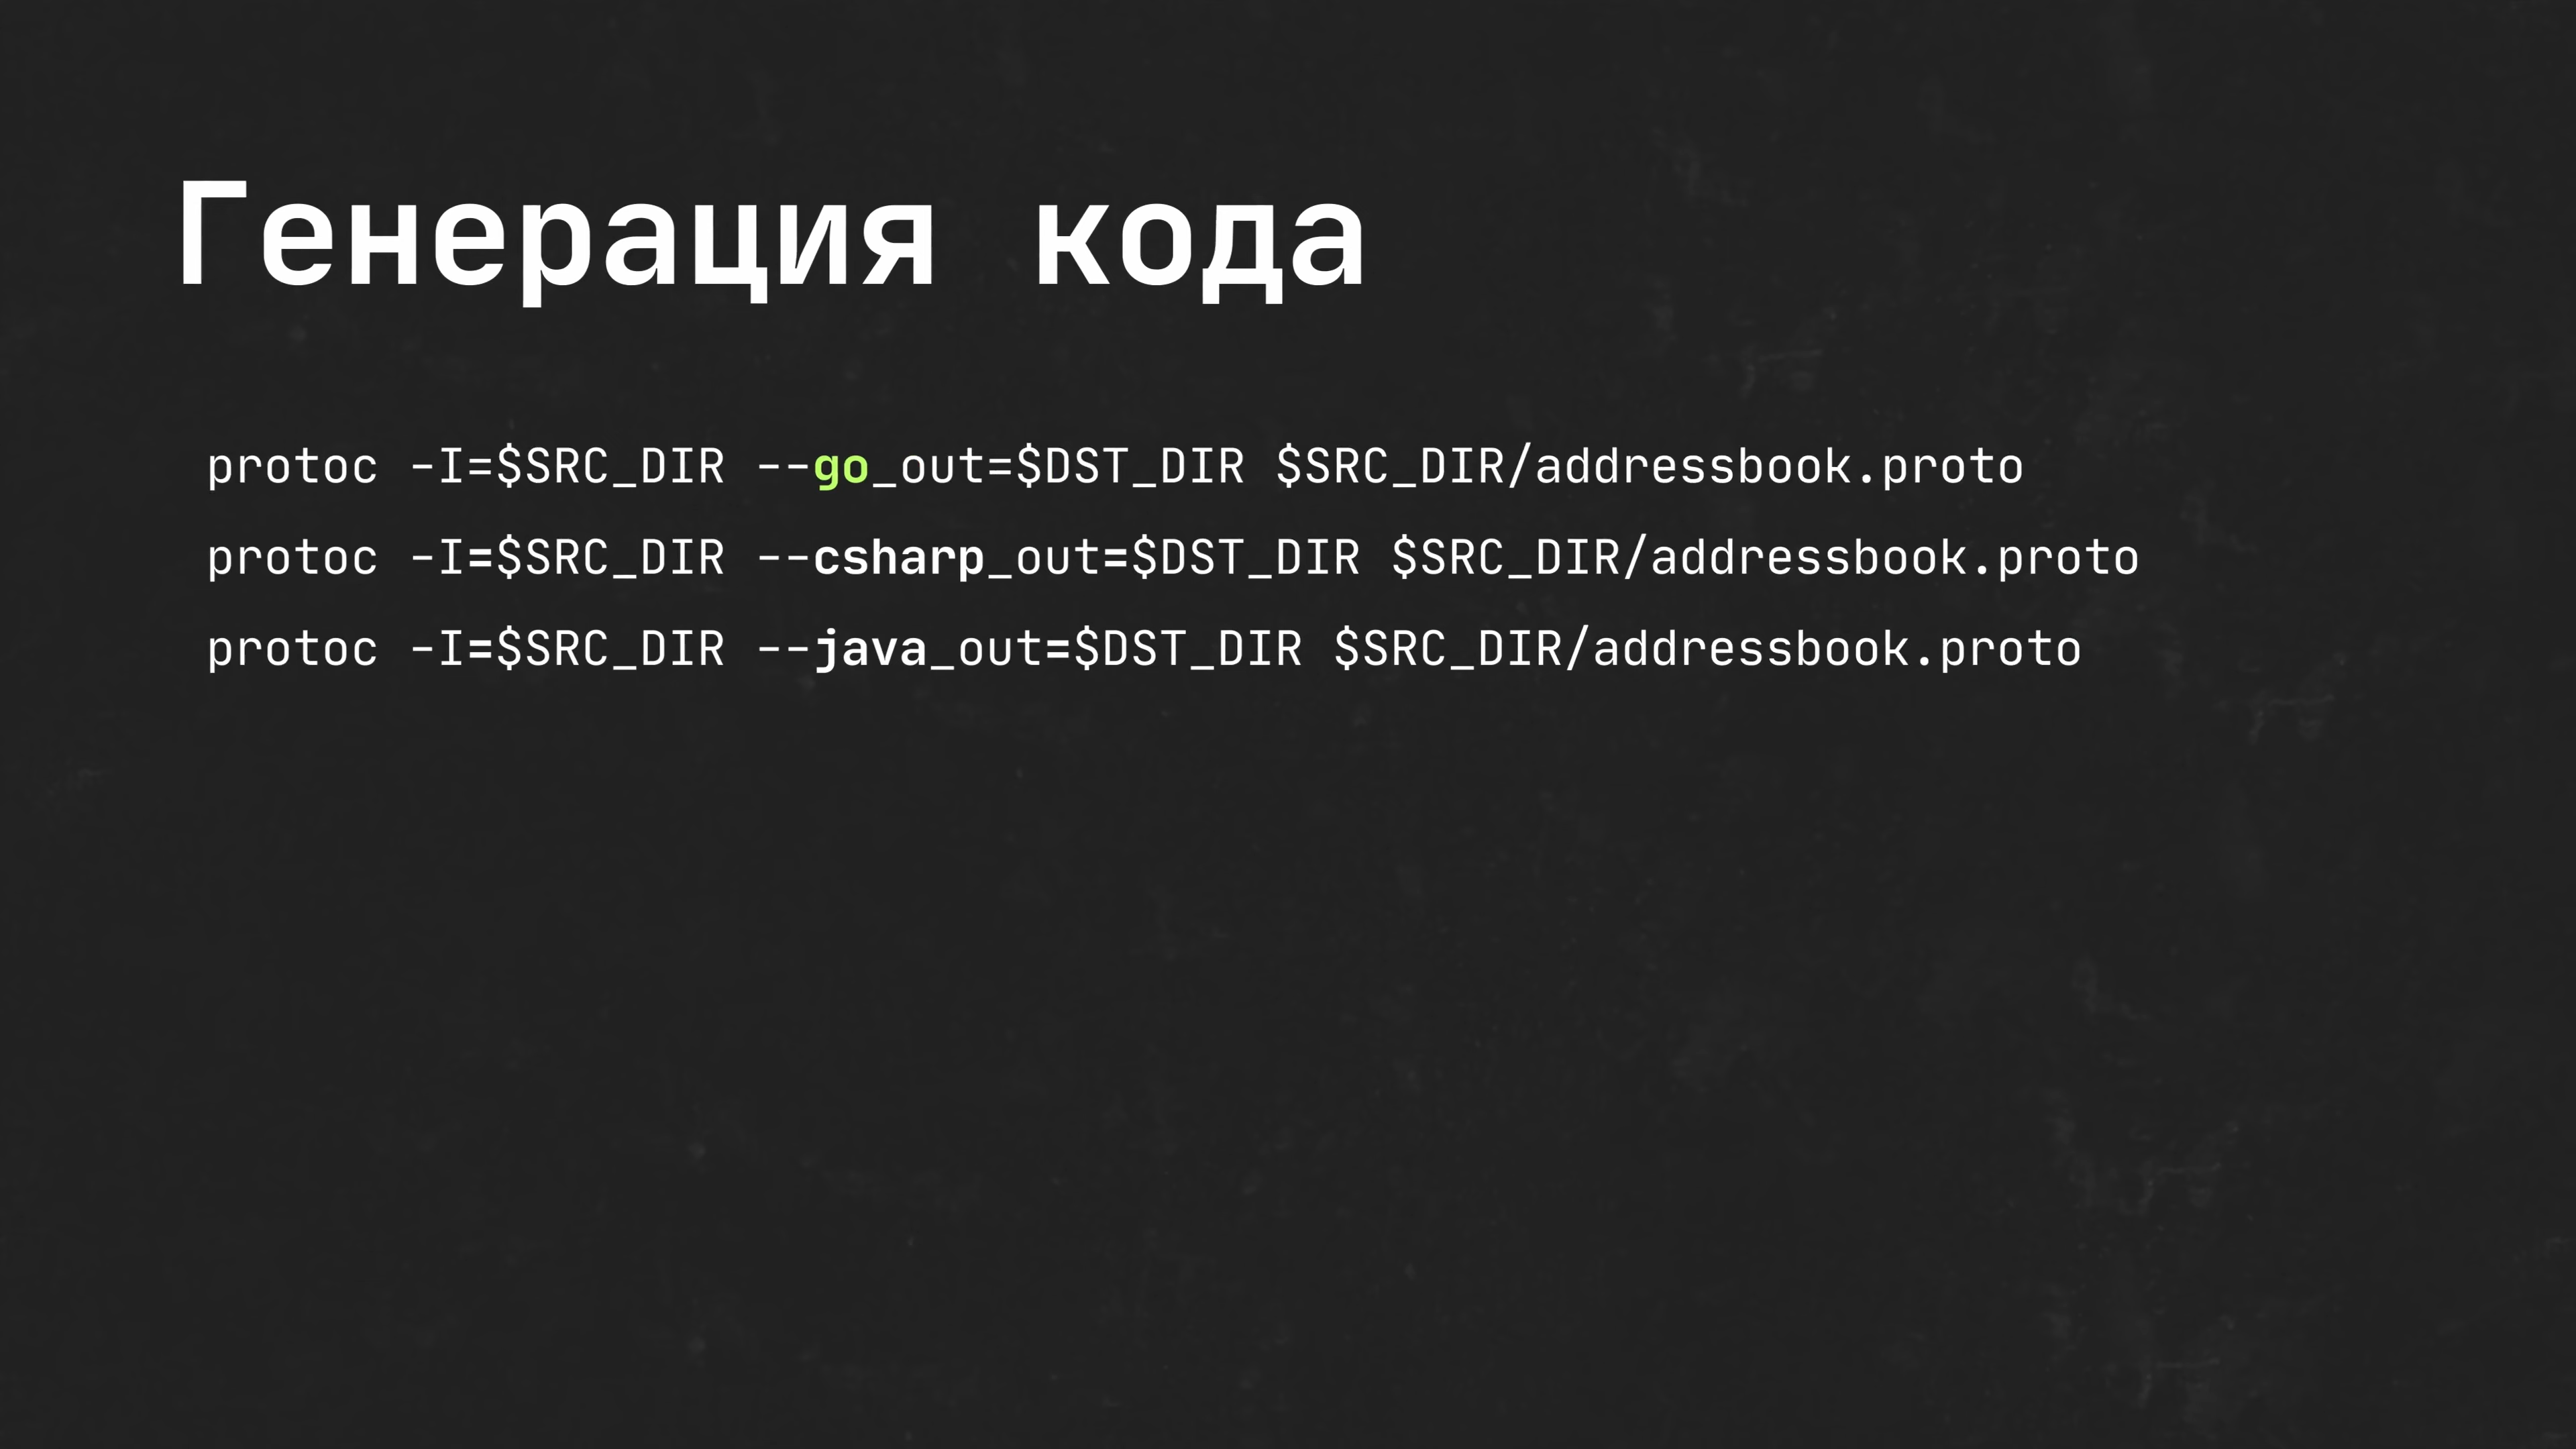 Генерация кода
protoc -I=$SRC_DIR --go_out=$DST_DIR $SRC_DIR/addressbook.proto
protoc -I=$SRC_DIR --csharp_out=$DST_DIR $SRC_DIR/addressbook.proto
protoc -I=$SRC_DIR --java_out=$DST_DIR $SRC_DIR/addressbook.proto